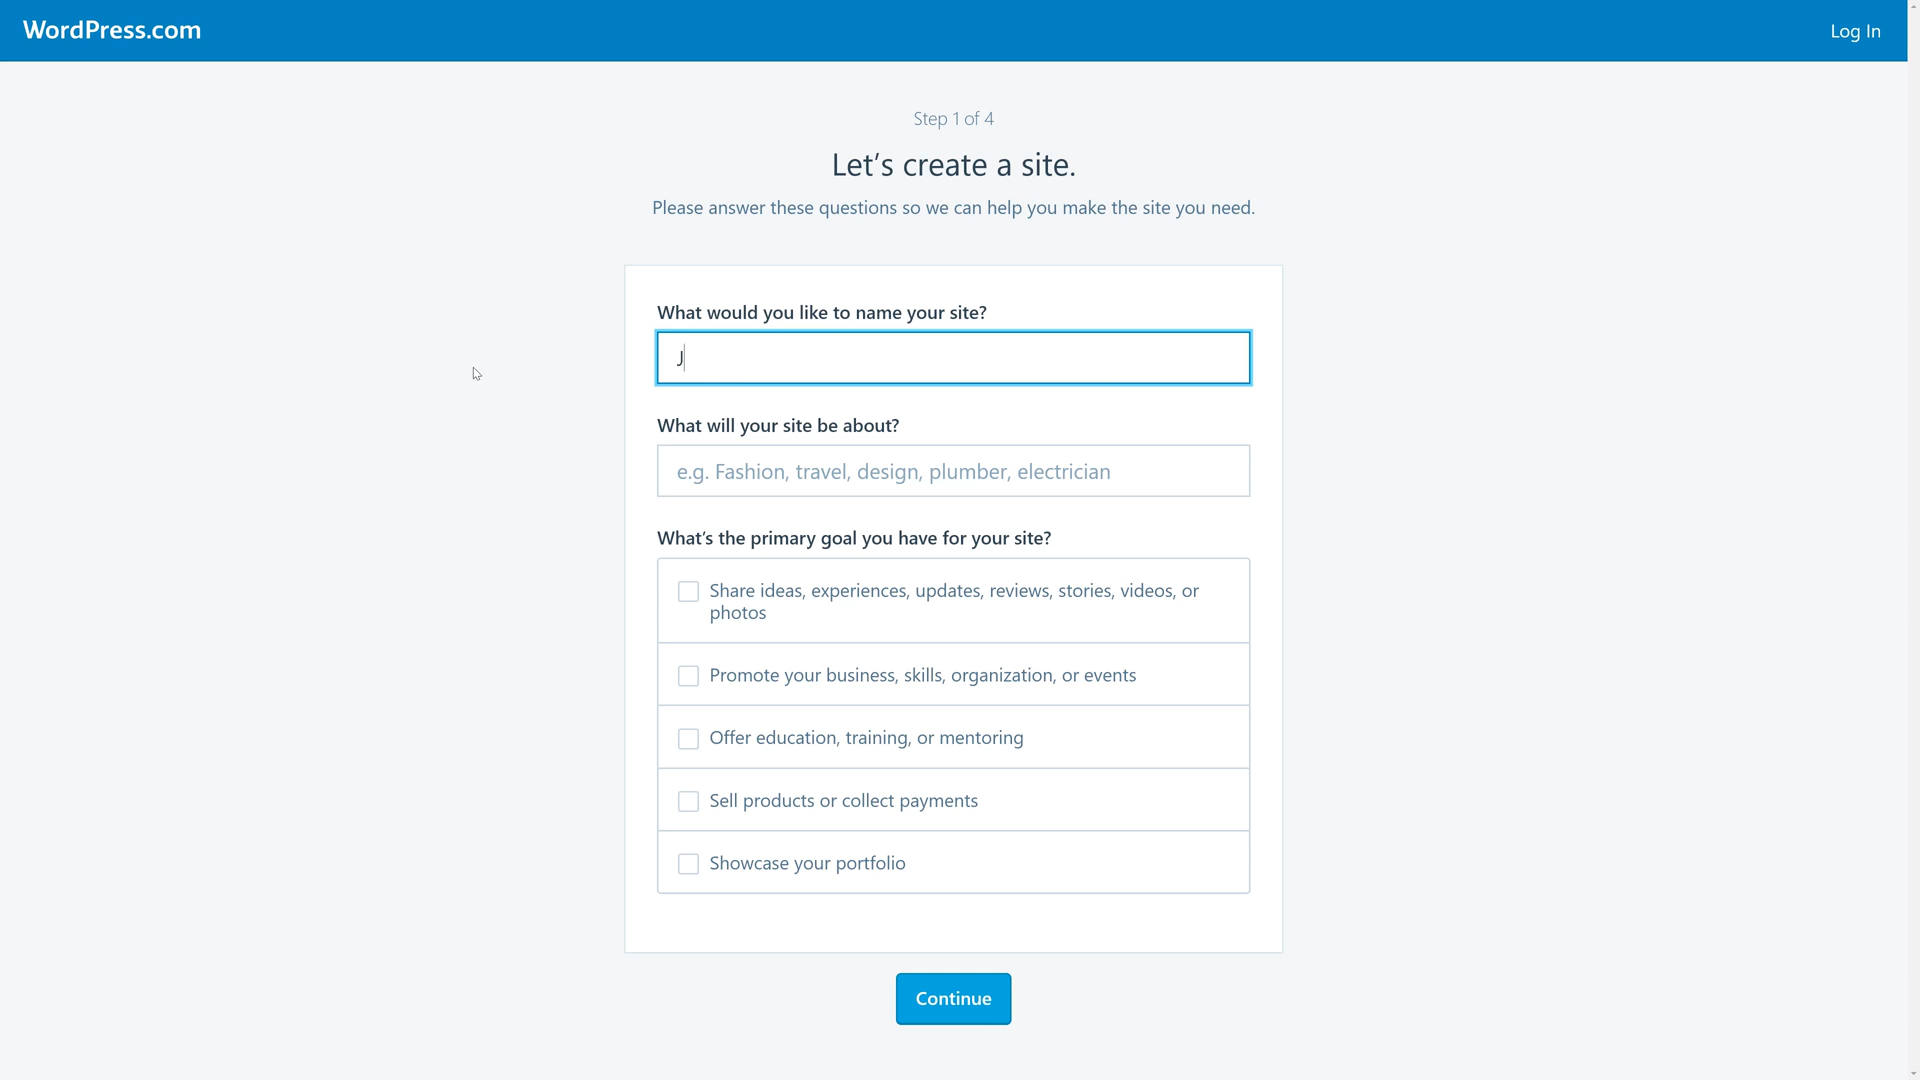 WordPress.com
Log In
Step 1 of 4
Let’s create a site.
Please answer these questions so we can help you make the site you need.
What would you like to name your site?
J
What will your site be about?
e.g. Fashion, travel, design, plumber, electrician
What’s the primary goal you have for your site?
Share ideas, experiences, updates, reviews, stories, videos, or
photos
Promote your business, skills, organization, or events
Offer education, training, or mentoring
Sell products or collect payments
Showcase your portfolio
Continue